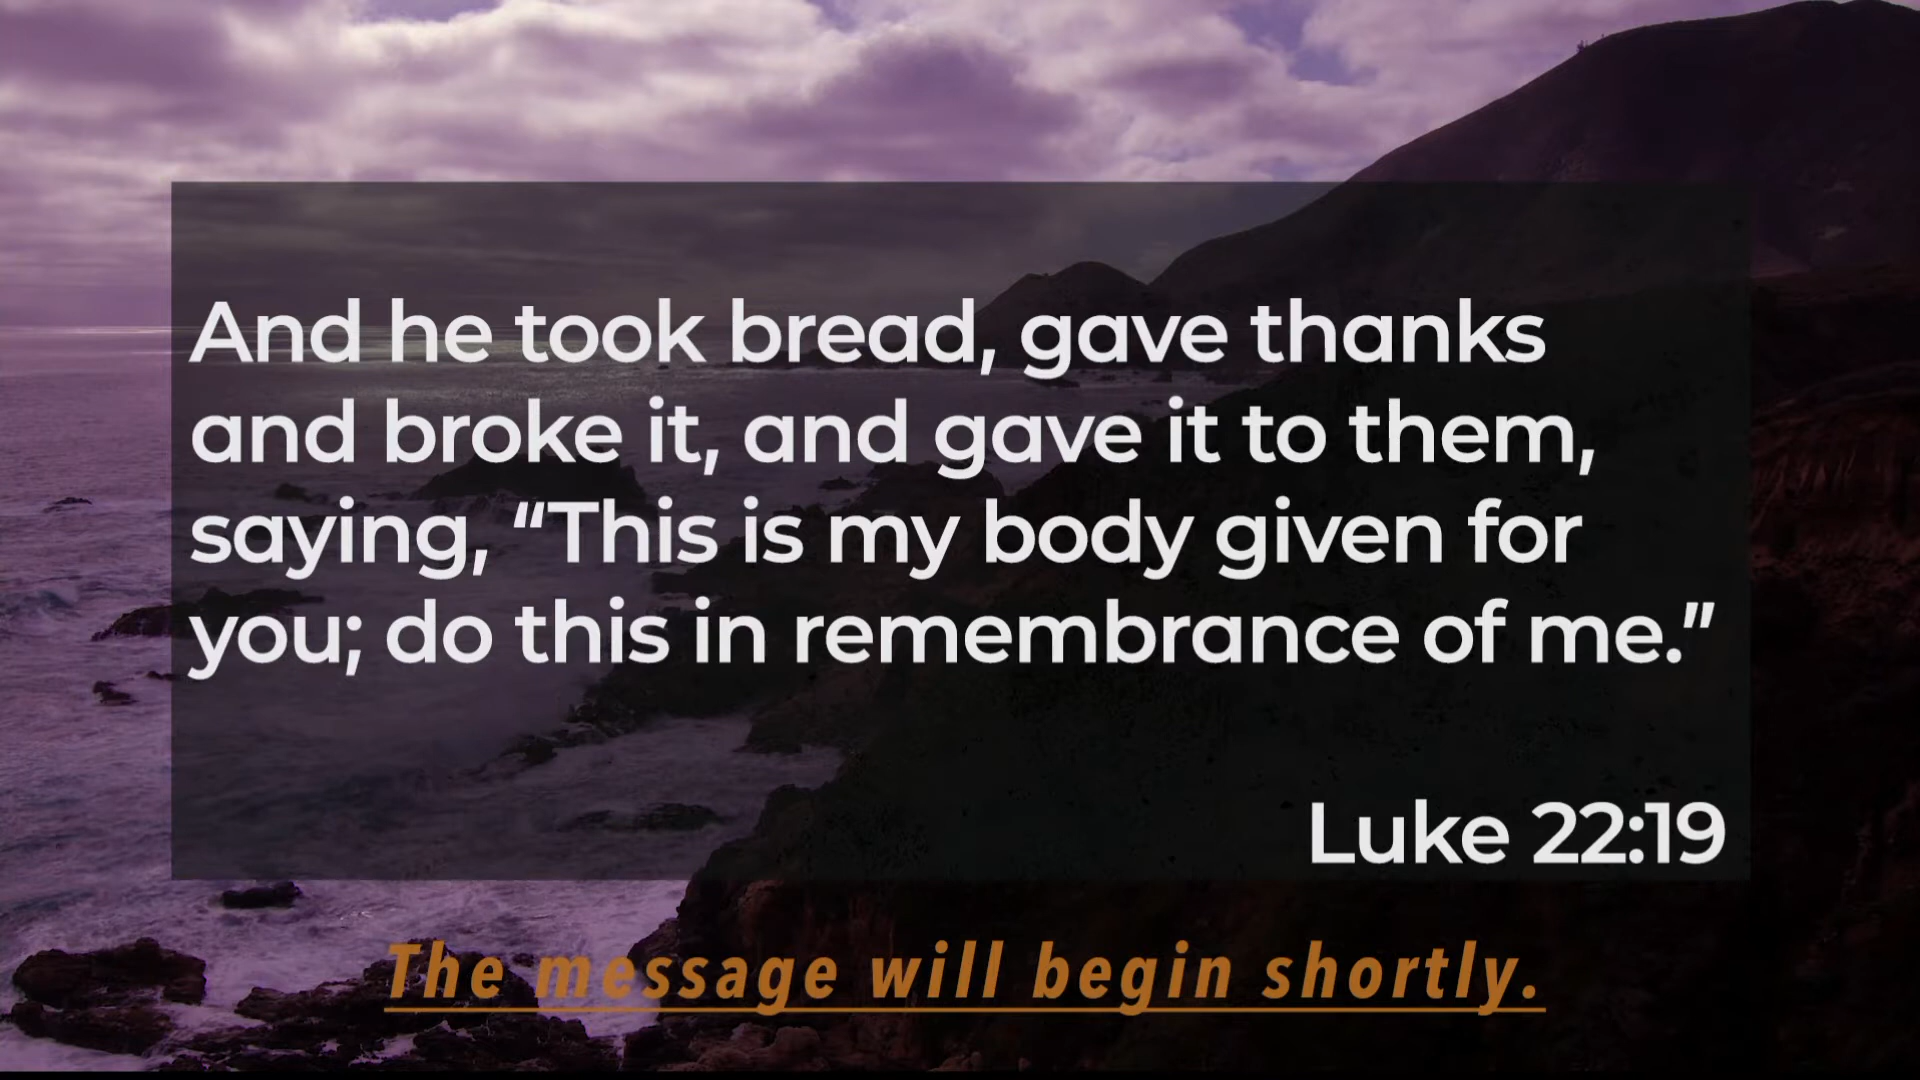 And he took bread, gave thanks
and broke it, and gave it to them,
saying, “This is my body given for
you; do this in remembrance of me.”
Luke 22:19
The message will begin shortly.